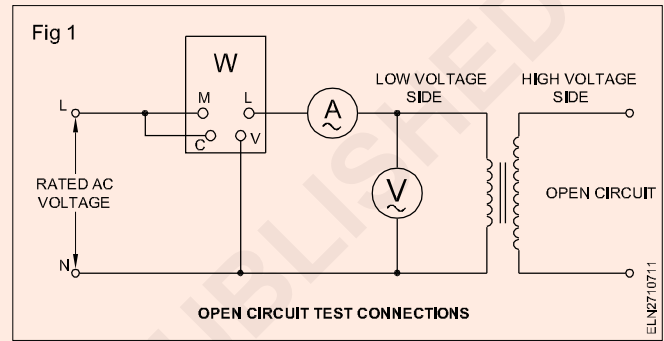 Fig 1
W
M
L
C
V
L
N
RATED AC
VOLTAGE
A
V
LOW VOLTAGE
SIDE
HIGH VOLTAGE
SIDE
OPEN CIRCUIT
OPEN CIRCUIT TEST CONNECTIONS
ELN2710711